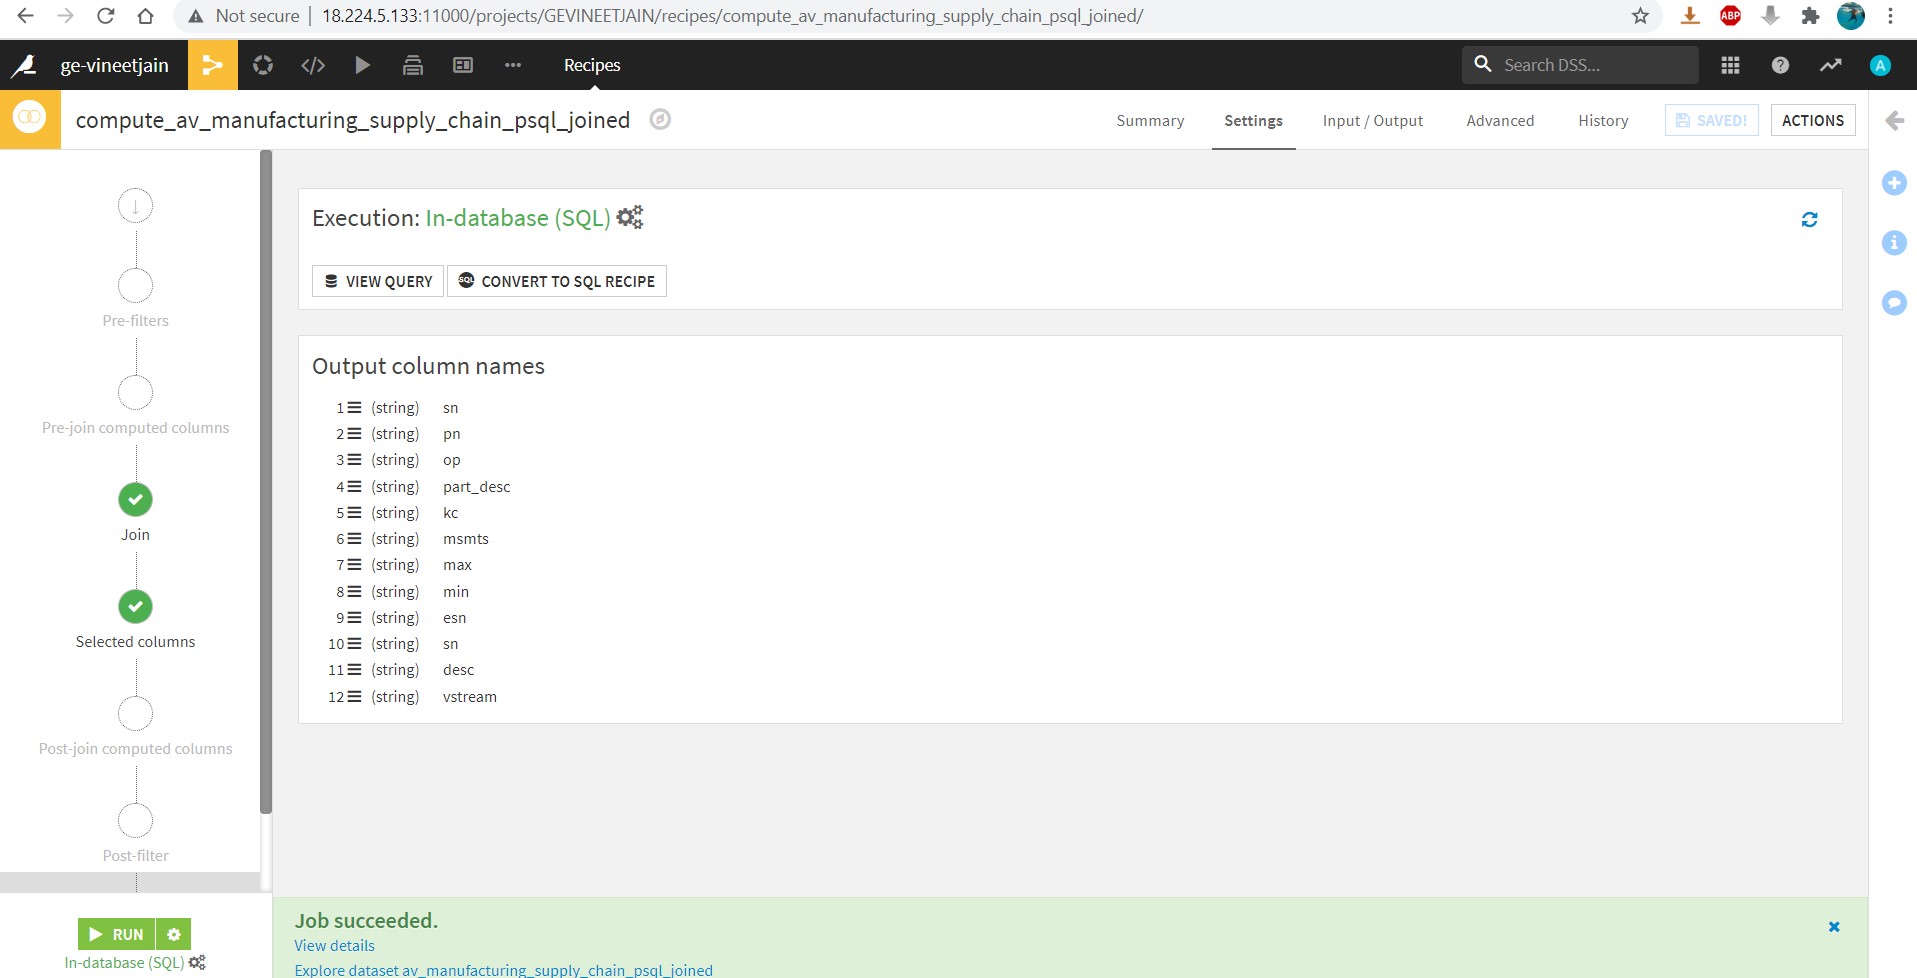 Not secure | 18.224.5.133:11000/projects/GEVINEETJAIN/recipes/compute_av_manufacturing_supply_chain_psql_joined/
ABP
ge-vineetjain
Recipes
Search DSS...
A
compute_av_manufacturing_supply_chain_psql_joined
Summary
Settings
Input / Output
Advanced
History
SAVED!
ACTIONS
Pre-filters
Pre-join computed columns
Join
Selected columns
Post-join computed columns
Post-filter
RUN
In-database (SQL)
Execution: In-database (SQL)
VIEW QUERY
SQL CONVERT TO SQL RECIPE
Output column names
1 (string) sn
2 (string) pn
3 (string) op
4 (string) part_desc
5 (string) kc
6 (string) msmts
7 (string) max
8 (string) min
9 (string) esn
10 (string) sn
11 (string) desc
12 (string) vstream
Job succeeded.
View details
Explore dataset av_manufacturing_supply_chain_psql_joined